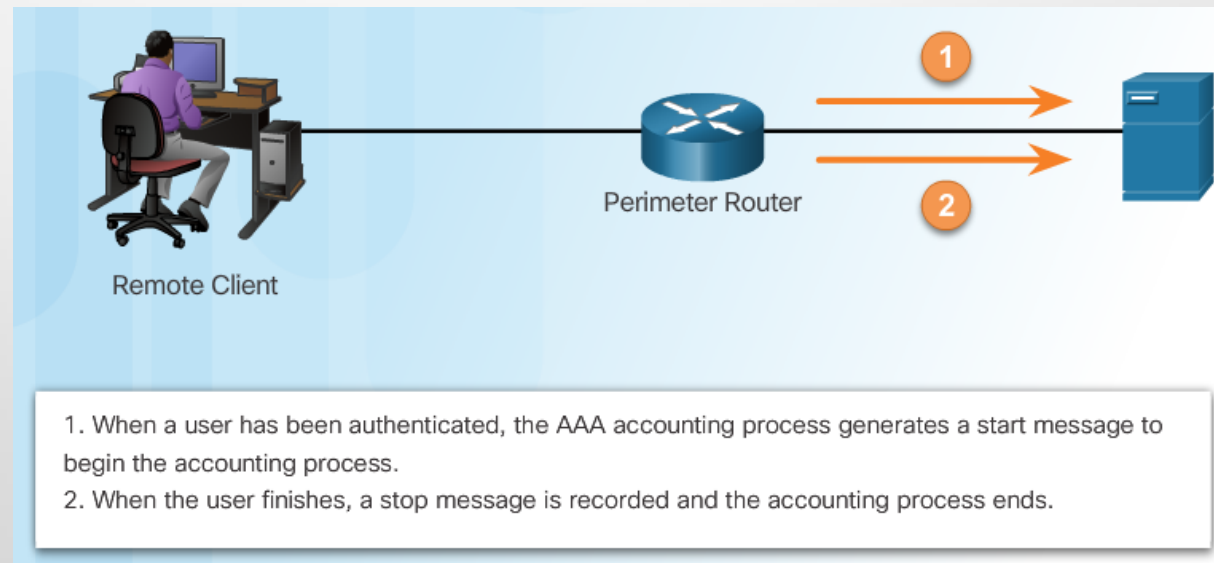 1
Perimeter Router
2
Remote Client
1. When a user has been authenticated, the AAA accounting process generates a start message to
begin the accounting process.
2. When the user finishes, a stop message is recorded and the accounting process ends.